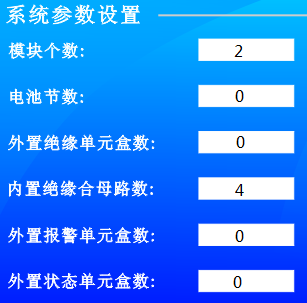 系统参数设置
模块个数: 2
电池节数: 0
外置绝缘单元盒数: 0
内置绝缘合母路数: 4
外置报警单元盒数: 0
外置状态单元盒数: 0